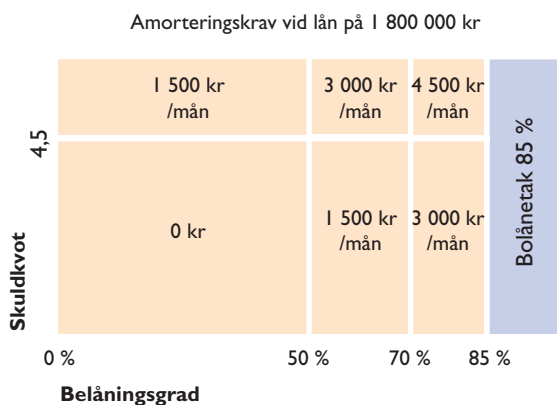 Amorteringskrav vid lån på 1 800 000 kr
1 500 kr
/mån
3 000 kr
/mån
4 500 kr
/mån
4,5
0 kr
1 500 kr
/mån
3 000 kr
/mån
Bolånetak 85 %
Skuldkvot
0 %
50 %
70 %
85 %
Belåningsgrad